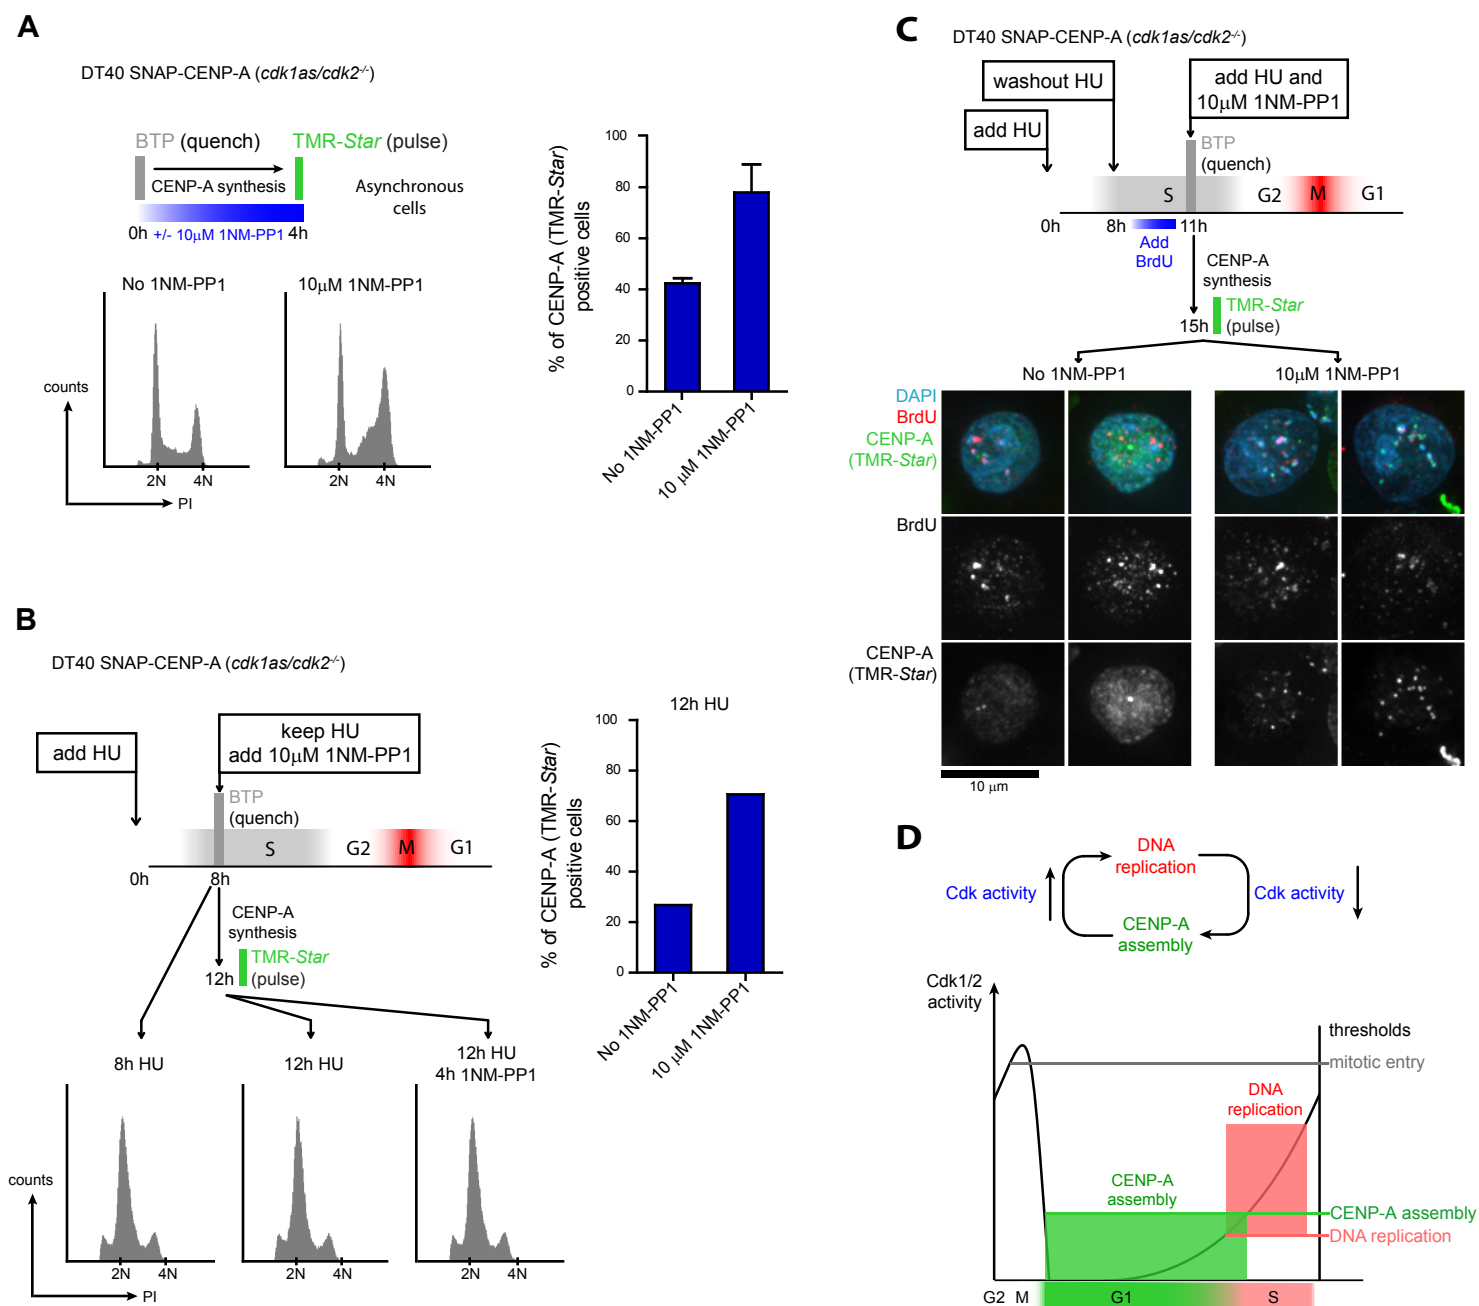 A
DT40 SNAP-CENP-A (cdk1as/cdk2-/-)
BTP (quench)
TMR-Star (pulse)
CENP-A synthesis
Asynchronous
cells
0h +/- 10μM 1NM-PP1 4h
No 1NM-PP1
10μM 1NM-PP1
counts
2N 4N
2N 4N
PI
% of CENP-A (TMR-Star)
positive cells
100
80
60
40
20
0
No 1NM-PP1
10 μM 1NM-PP1
B
DT40 SNAP-CENP-A (cdk1as/cdk2-/-)
add HU
keep HU
add 10μM 1NM-PP1
BTP
(quench)
S G2 M G1
0h 8h
CENP-A
synthesis
TMR-Star
(pulse)
12h
8h HU
12h HU
12h HU
4h 1NM-PP1
counts
2N 4N
2N 4N
2N 4N
PI
12h HU
% of CENP-A (TMR-Star)
positive cells
100
80
60
40
20
0
No 1NM-PP1
10 μM 1NM-PP1
C
DT40 SNAP-CENP-A (cdk1as/cdk2-/-)
washout HU
add HU
add HU and
10μM 1NM-PP1
BTP
(quench)
S G2 M G1
0h 8h 11h
Add
BrdU
CENP-A
synthesis
TMR-Star
(pulse)
15h
No 1NM-PP1
10μM 1NM-PP1
DAPI
BrdU
CENP-A
(TMR-Star)
BrdU
CENP-A
(TMR-Star)
10 μm
D
DNA
replication
Cdk activity
Cdk activity
CENP-A
assembly
Cdk1/2
activity
thresholds
mitotic entry
DNA
replication
CENP-A
assembly
CENP-A assembly
DNA replication
G2 M G1 S